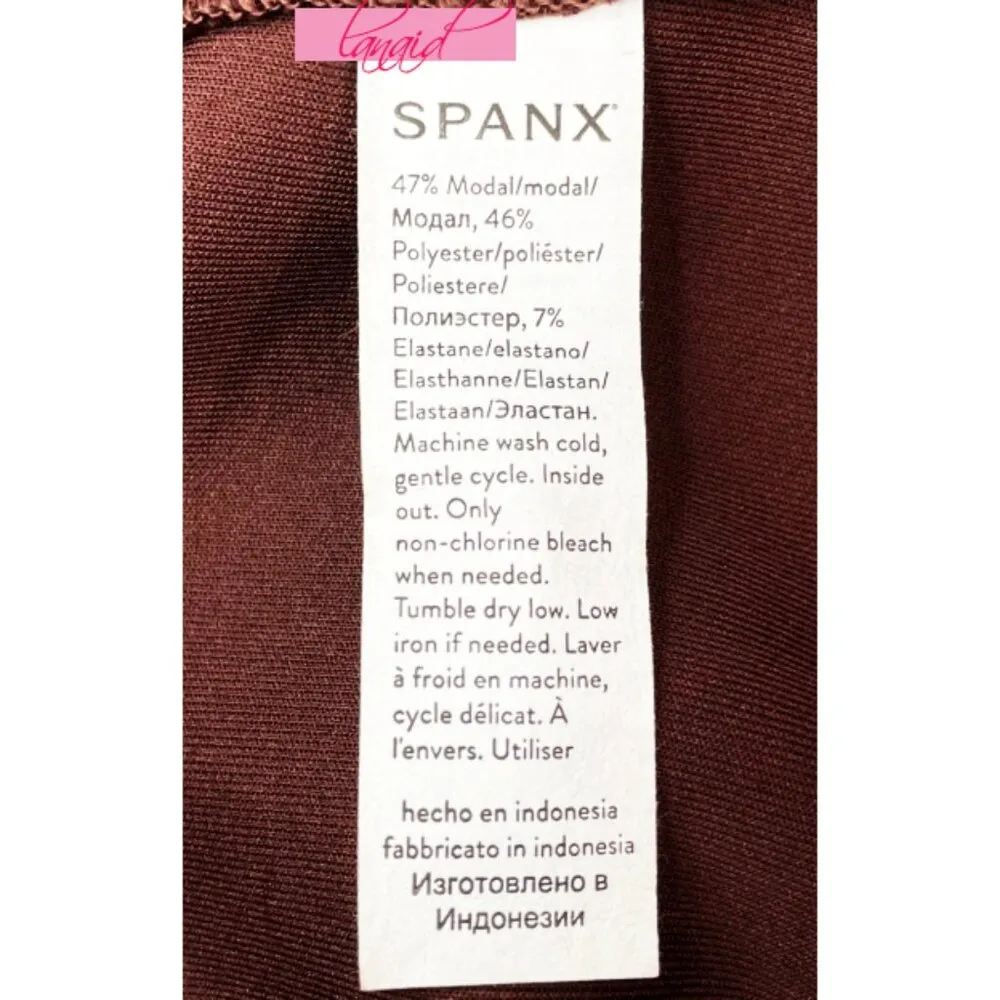 lanaid
SPANX®
47% Modal/modal/
Модал, 46%
Polyester/poliéster/
Poliestere/
Полиэстер, 7%
Elastane/elastano/
Elasthanne/Elastan/
Elastaan/Эластан.
Machine wash cold,
gentle cycle. Inside
out. Only
non-chlorine bleach
when needed.
Tumble dry low. Low
iron if needed. Laver
à froid en machine,
cycle délicat. À
l'envers. Utiliser
hecho en indonesia
fabbricato in indonesia
Изготовлено в
Индонезии